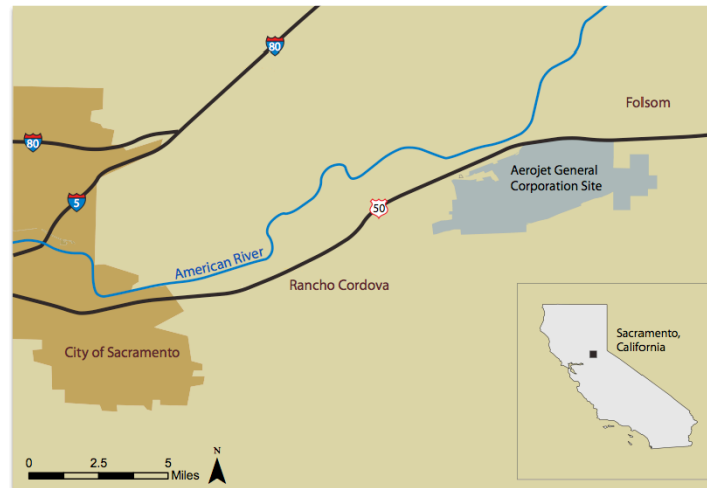 80
Folsom
80
Aerojet General
Corporation Site
5
50
American River
Rancho Cordova
Sacramento,
California
City of Sacramento
N
0 2.5 5
Miles